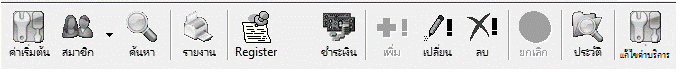 ค่าเริ่มต้น สมาชิก ค้นหา รายงาน Register ชำระเงิน เพิ่ม เปลี่ยน ลบ ยกเลิก ประวัติ แก้ไขค่าบริการ